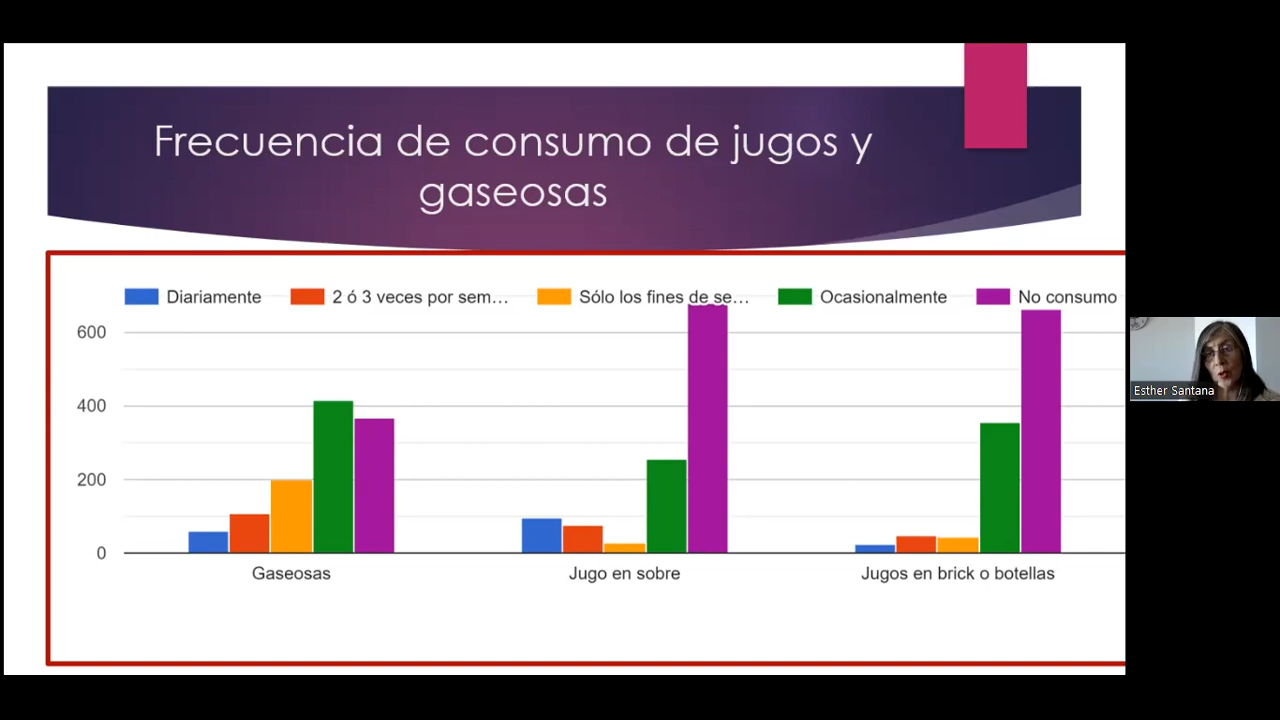 Frecuencia de consumo de jugos y
gaseosas
Diariamente
2 ó 3 veces por sem...
Sólo los fines de se...
Ocasionalmente
No consumo
600
400
200
0
Gaseosas
Jugo en sobre
Jugos en brick o botellas
Esther Santana